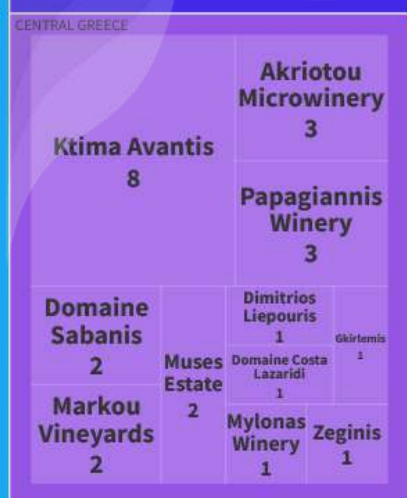 CENTRAL GREECE
Ktima Avantis
8
Akriotou
Microwinery
3
Papagiannis
Winery
3
Domaine
Sabanis
2
Markou
Vineyards
2
Muses
Estate
2
Dimitrios
Liepouris
1
Domaine Costa
Lazaridi
1
Gkirtemis
1
Mylonas
Winery
1
Zeginis
1